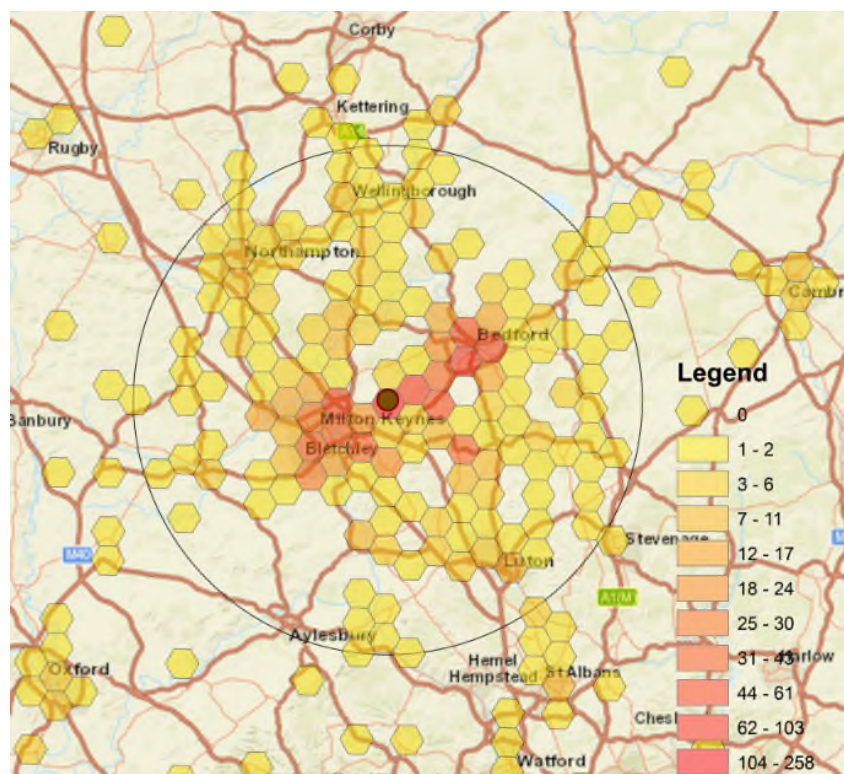 Corby
Kettering
Rugby
Wellingborough
Northampton
Cambr
Bedford
Legend
0
1 - 2
3 - 6
7 - 11
12 - 17
18 - 24
25 - 30
31 - 43
44 - 61
62 - 103
104 - 258
Banbury
Milton Keynes
Bletchley
M40
Luton
Stevenage
A1(M)
Aylesbury
Oxford
Hemel
Hempstead
St Albans
Harlow
Chesh
Watford